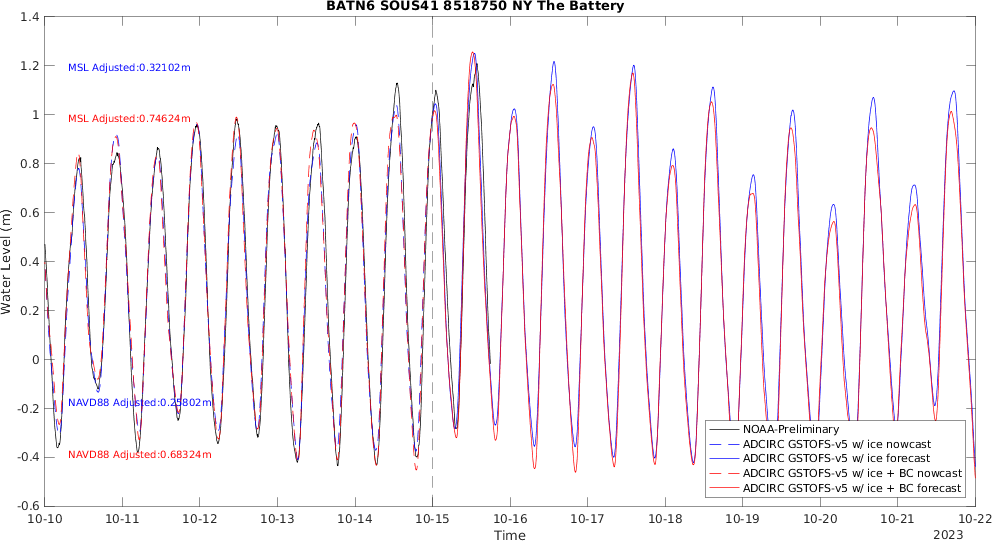 BATN6 SOUS41 8518750 NY The Battery
1.4
1.2
1
0.8
0.6
0.4
0.2
0
-0.2
-0.4
-0.6
Water Level (m)
MSL Adjusted:0.32102m
MSL Adjusted:0.74624m
NAVD88 Adjusted:0.25802m
NAVD88 Adjusted:0.68324m
NOAA-Preliminary
ADCIRC GSTOFS-v5 w/ ice nowcast
ADCIRC GSTOFS-v5 w/ ice forecast
ADCIRC GSTOFS-v5 w/ ice + BC nowcast
ADCIRC GSTOFS-v5 w/ ice + BC forecast
10-10 10-11 10-12 10-13 10-14 10-15 10-16 10-17 10-18 10-19 10-20 10-21 10-22
Time
2023